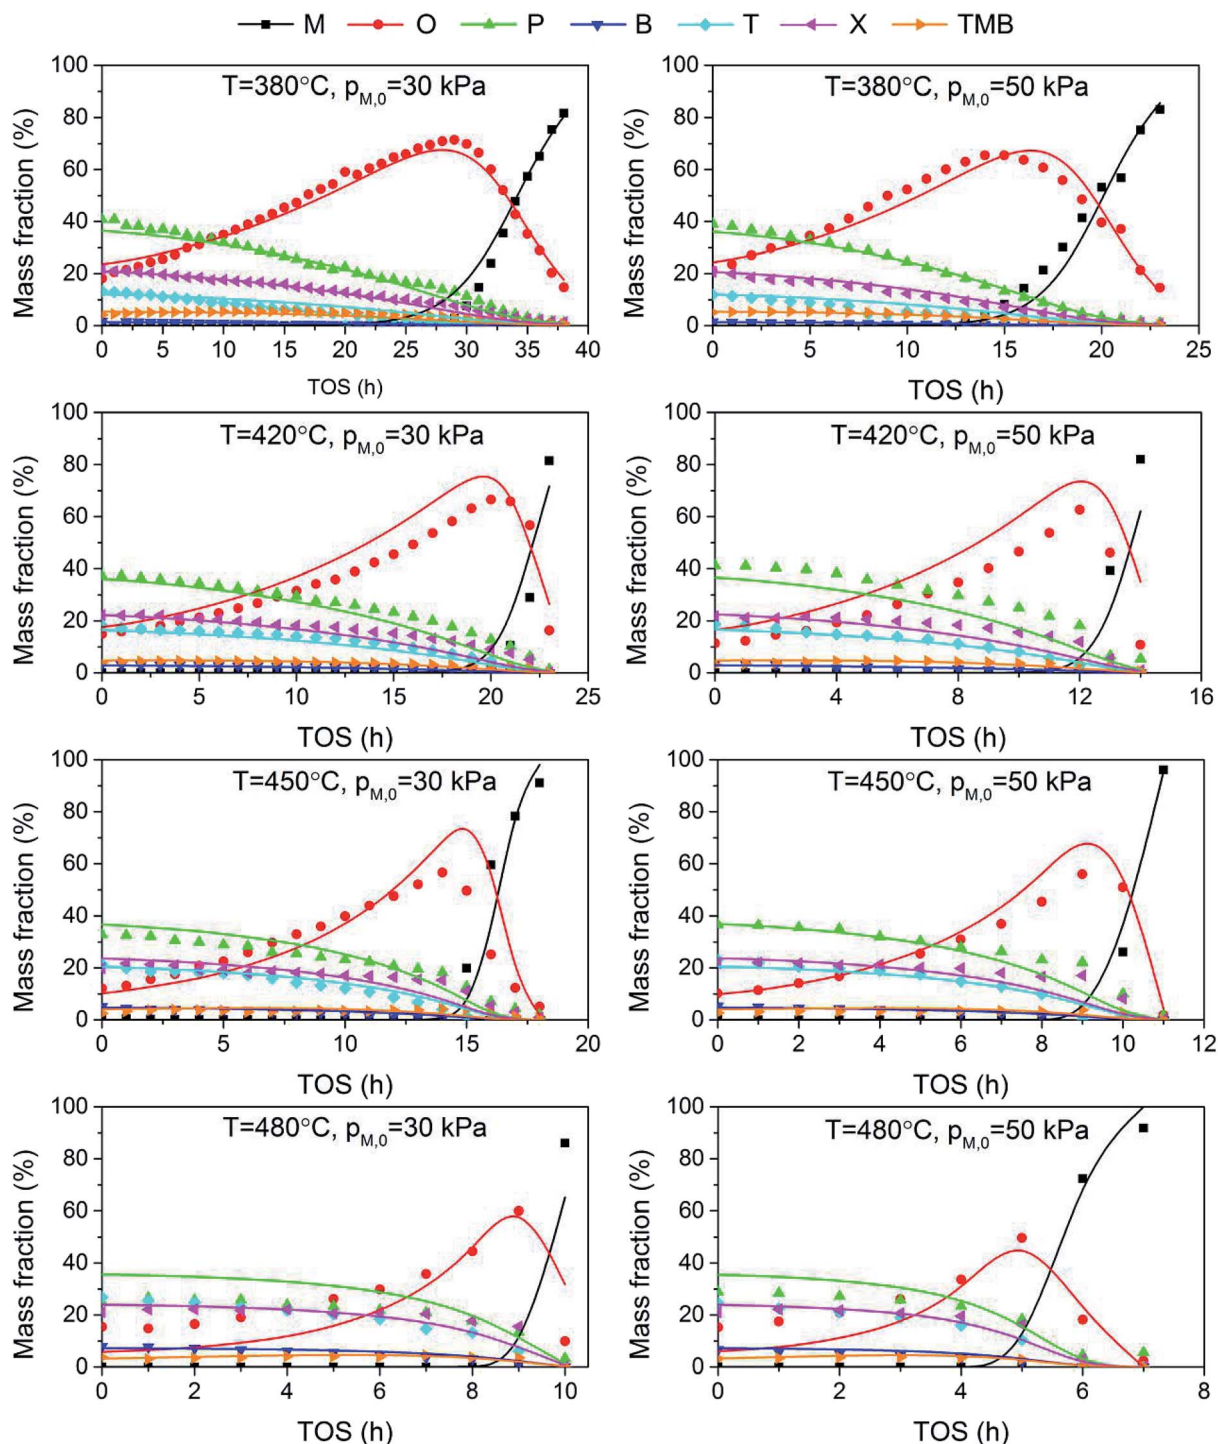 M O P B T X TMB
T=380°C, p_M,0=30 kPa
Mass fraction (%)
100
80
60
40
20
0
0 5 10 15 20 25 30 35 40
TOS (h)
T=380°C, p_M,0=50 kPa
Mass fraction (%)
100
80
60
40
20
0
0 5 10 15 20 25
TOS (h)
T=420°C, p_M,0=30 kPa
Mass fraction (%)
100
80
60
40
20
0
0 5 10 15 20 25
TOS (h)
T=420°C, p_M,0=50 kPa
Mass fraction (%)
100
80
60
40
20
0
0 4 8 12 16
TOS (h)
T=450°C, p_M,0=30 kPa
Mass fraction (%)
100
80
60
40
20
0
0 5 10 15 20
TOS (h)
T=450°C, p_M,0=50 kPa
Mass fraction (%)
100
80
60
40
20
0
0 2 4 6 8 10 12
TOS (h)
T=480°C, p_M,0=30 kPa
Mass fraction (%)
100
80
60
40
20
0
0 2 4 6 8 10
TOS (h)
T=480°C, p_M,0=50 kPa
Mass fraction (%)
100
80
60
40
20
0
0 2 4 6 8
TOS (h)